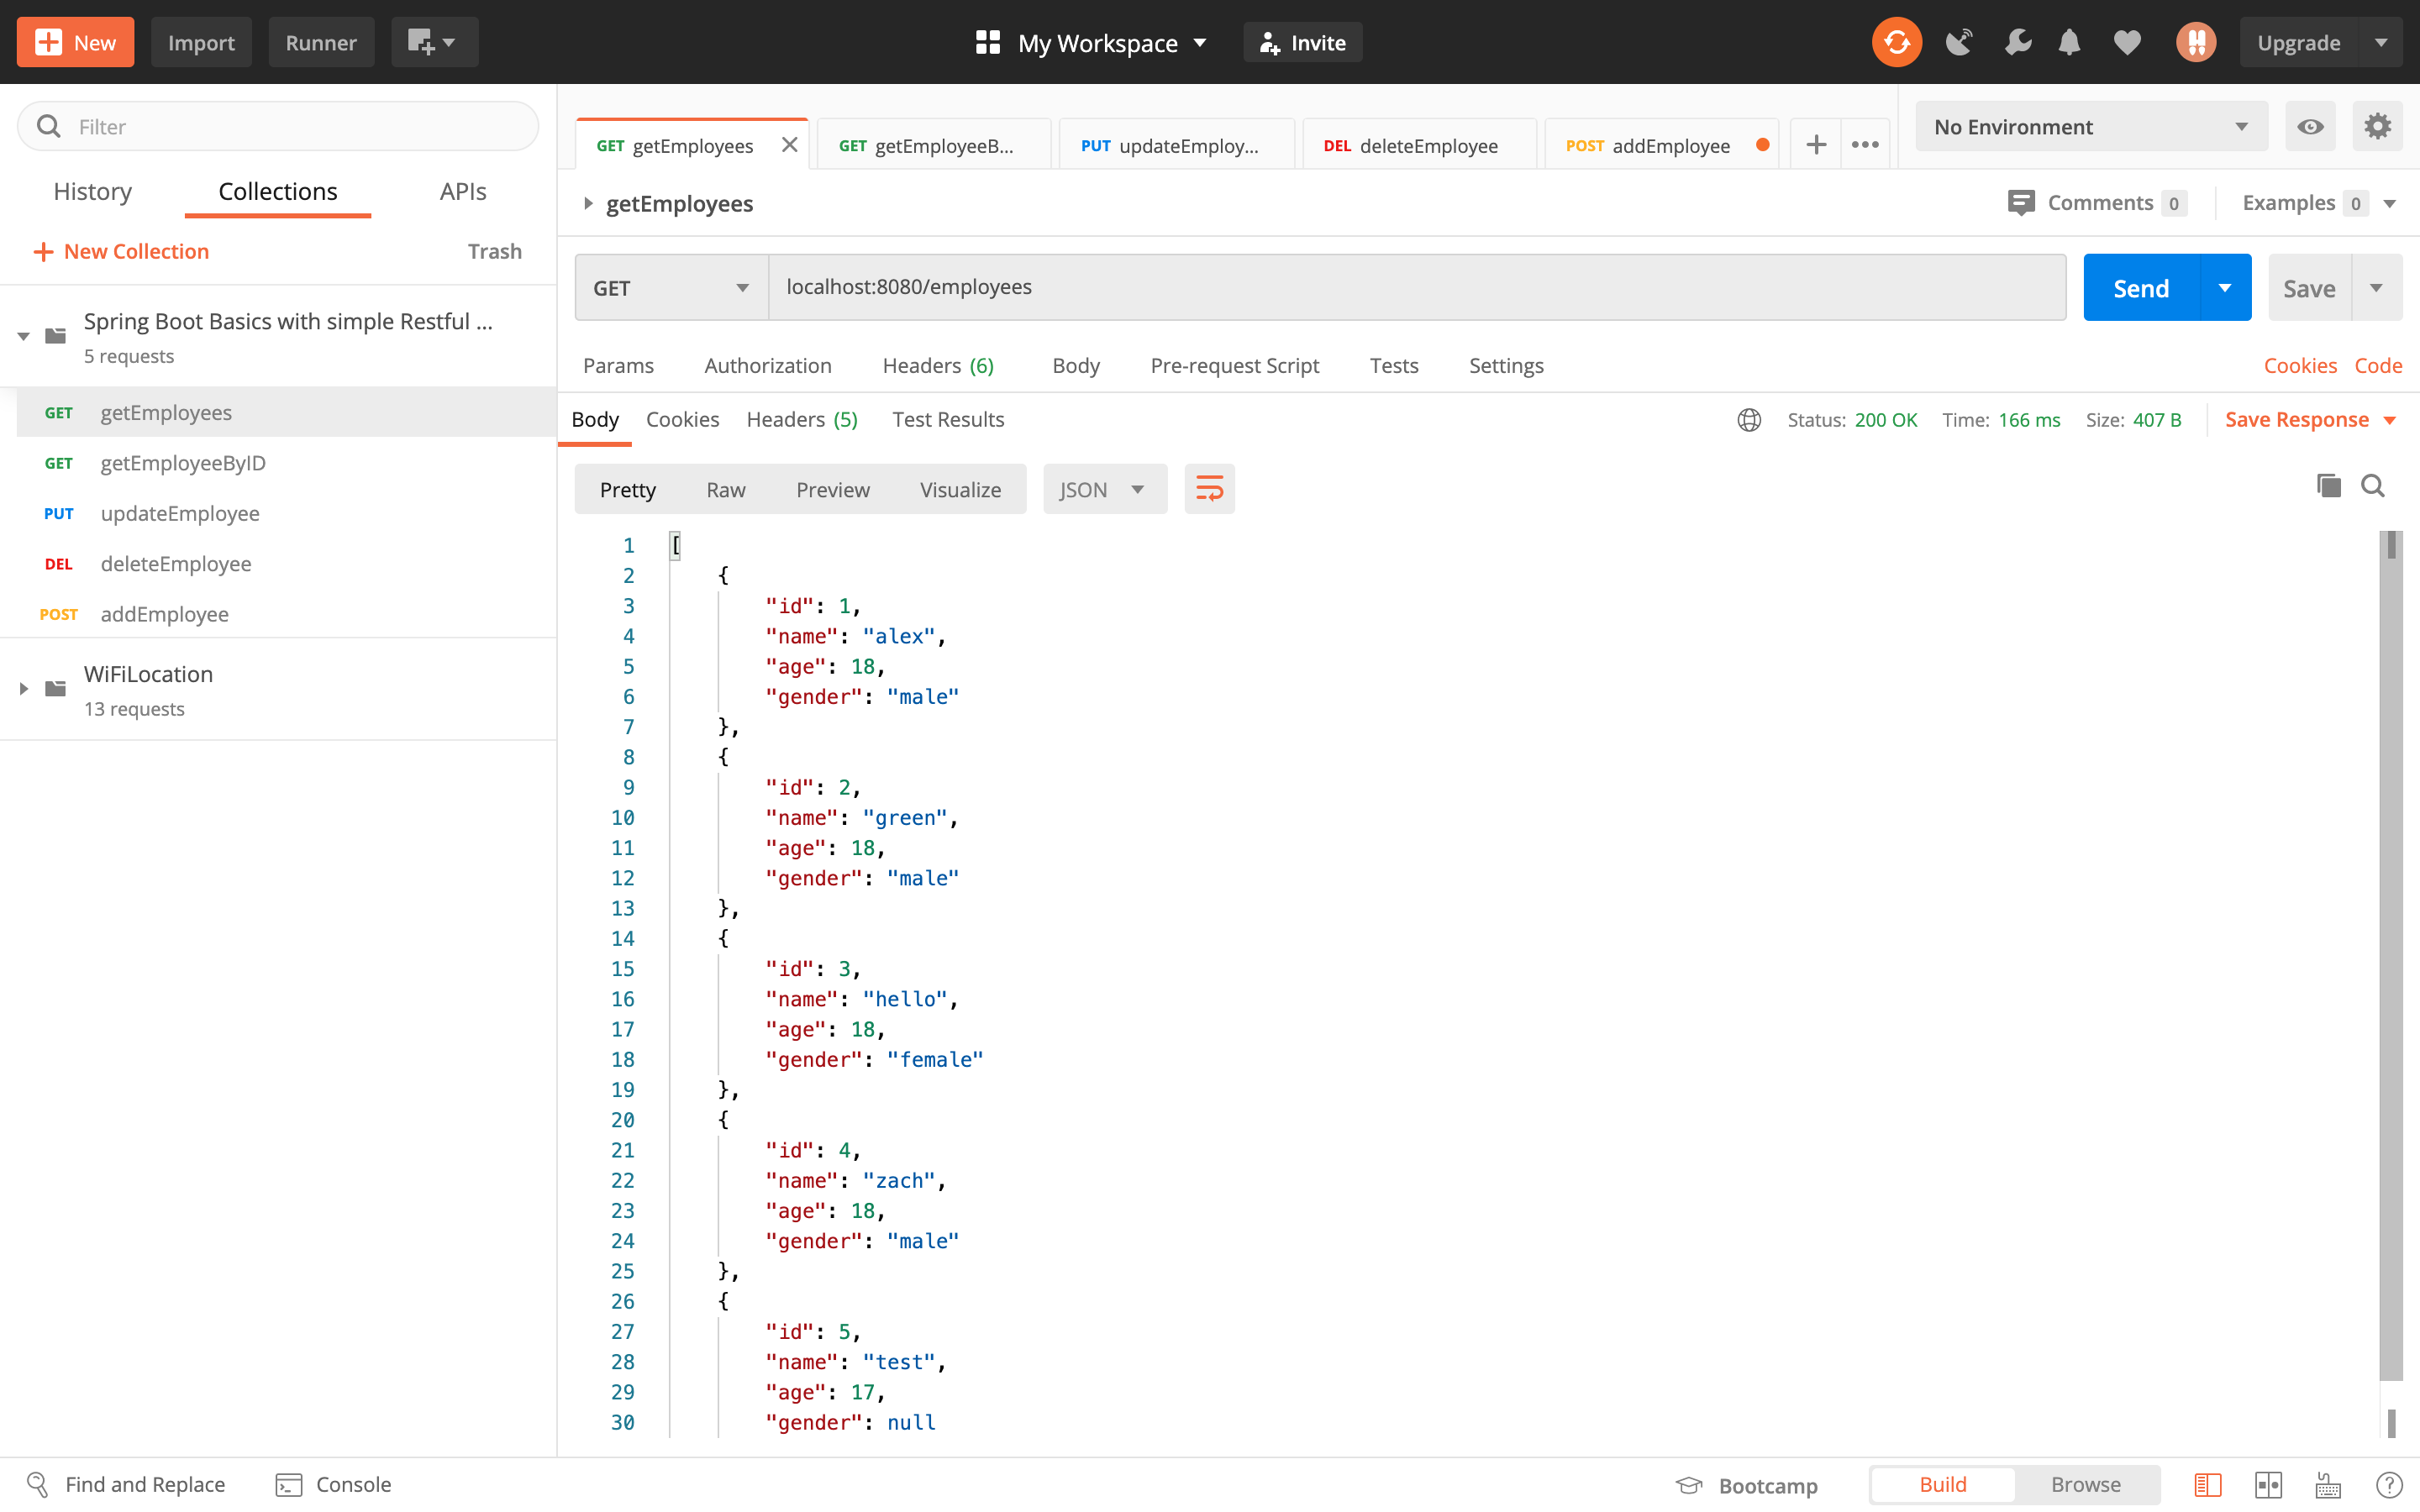 New Import Runner My Workspace Invite Upgrade
Filter
History Collections APIs
New Collection Trash
Spring Boot Basics with simple Restful ...
5 requests
GET getEmployees
GET getEmployeeByID
PUT updateEmployee
DEL deleteEmployee
POST addEmployee
WiFiLocation
13 requests
GET getEmployees GET getEmployeeB... PUT updateEmploy... DEL deleteEmployee POST addEmployee
No Environment
getEmployees Comments 0 Examples 0
GET localhost:8080/employees Send Save
Params Authorization Headers (6) Body Pre-request Script Tests Settings Cookies Code
Body Cookies Headers (5) Test Results Status: 200 OK Time: 166 ms Size: 407 B Save Response
Pretty Raw Preview Visualize JSON
1 [
2 {
3 "id": 1,
4 "name": "alex",
5 "age": 18,
6 "gender": "male"
7 },
8 {
9 "id": 2,
10 "name": "green",
11 "age": 18,
12 "gender": "male"
13 },
14 {
15 "id": 3,
16 "name": "hello",
17 "age": 18,
18 "gender": "female"
19 },
20 {
21 "id": 4,
22 "name": "zach",
23 "age": 18,
24 "gender": "male"
25 },
26 {
27 "id": 5,
28 "name": "test",
29 "age": 17,
30 "gender": null
Find and Replace Console Bootcamp Build Browse